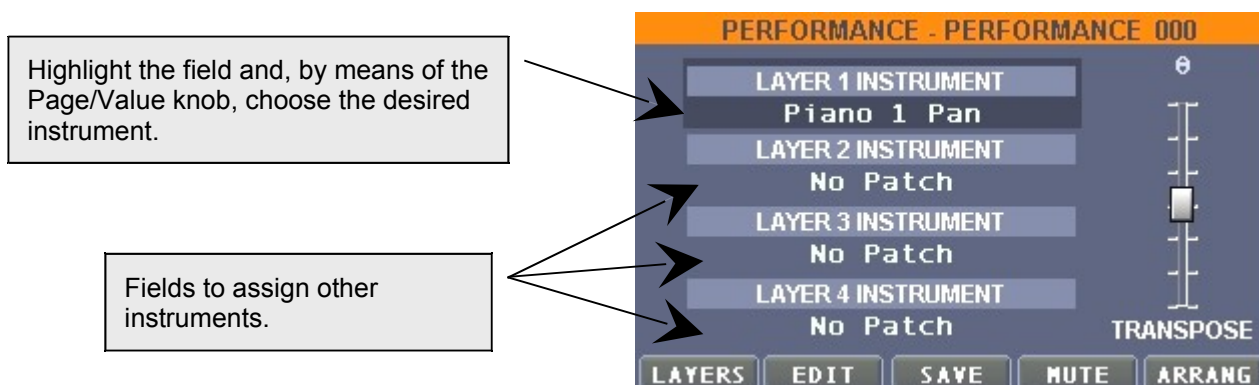 Highlight the field and, by means of the
Page/Value knob, choose the desired
instrument.
Fields to assign other
instruments.
PERFORMANCE - PERFORMANCE 000
LAYER 1 INSTRUMENT
Piano 1 Pan
LAYER 2 INSTRUMENT
No Patch
LAYER 3 INSTRUMENT
No Patch
LAYER 4 INSTRUMENT
No Patch
0
TRANSPOSE
LAYERS EDIT SAVE MUTE ARRANG